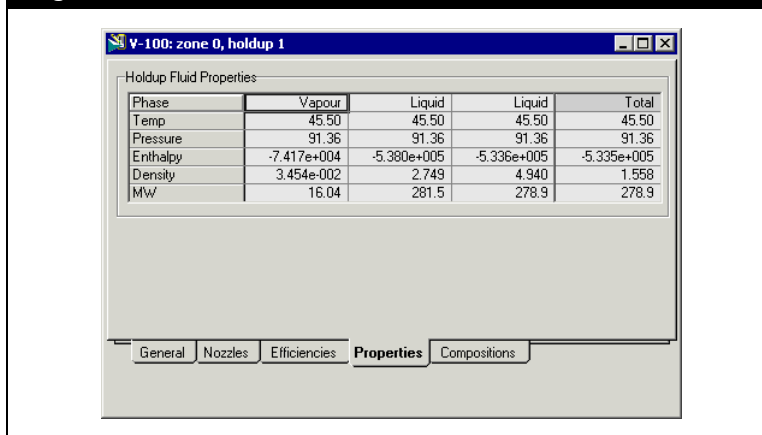 V-100: zone 0, holdup 1
Holdup Fluid Properties
Phase Vapour Liquid Liquid Total
Temp 45.50 45.50 45.50 45.50
Pressure 91.36 91.36 91.36 91.36
Enthalpy -7.417e+004 -5.380e+005 -5.336e+005 -5.335e+005
Density 3.454e-002 2.749 4.940 1.558
MW 16.04 281.5 278.9 278.9
General Nozzles Efficiencies Properties Compositions